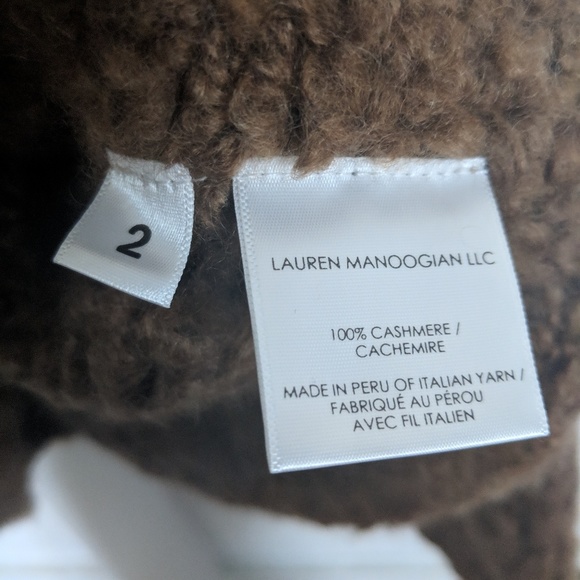 2
LAUREN MANOOGIAN LLC
100% CASHMERE /
CACHEMIRE
MADE IN PERU OF ITALIAN YARN /
FABRIQUÉ AU PÉROU
AVEC FIL ITALIEN